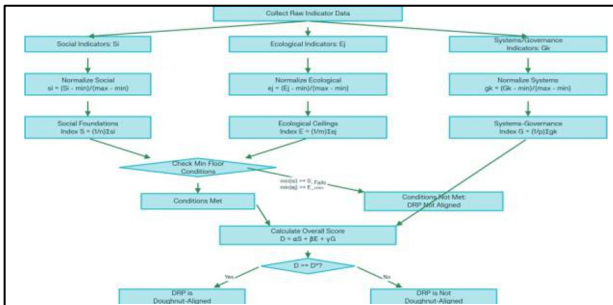 Collect Raw Indicator Data
Social Indicators: Si
Ecological Indicators: Ej
Systems-Governance
Indicators: Gk
Normalize Social
si = (Si - min)/(max - min)
Normalize Ecological
ej = (Ej - min)/(max - min)
Normalize Systems
gk = (Gk - min)/(max - min)
Social Foundations
Index S = (1/n)Σsi
Ecological Ceilings
Index E = (1/m)Σej
Systems-Governance
Index G = (1/p)Σgk
Check Min Floor
Conditions
Fails
Conditions Met
Conditions Not Met:
DRP Not Aligned
Calculate Overall Score
D = αS + βE + γG
D >= D*?
Yes
No
DRP is
Doughnut-Aligned
DRP is Not
Doughnut-Aligned